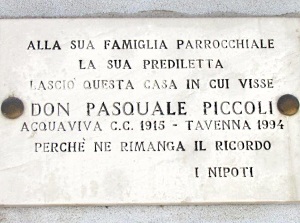 ALLA SUA FAMIGLIA PARROCCHIALE
LA SUA PREDILETTA
LASCIO' QUESTA CASA IN CUI VISSE
DON PASQUALE PICCOLI
ACQUAVIVA C.C. 1915 - TAVENNA 1994
PERCHÈ NE RIMANGA IL RICORDO
I NIPOTI